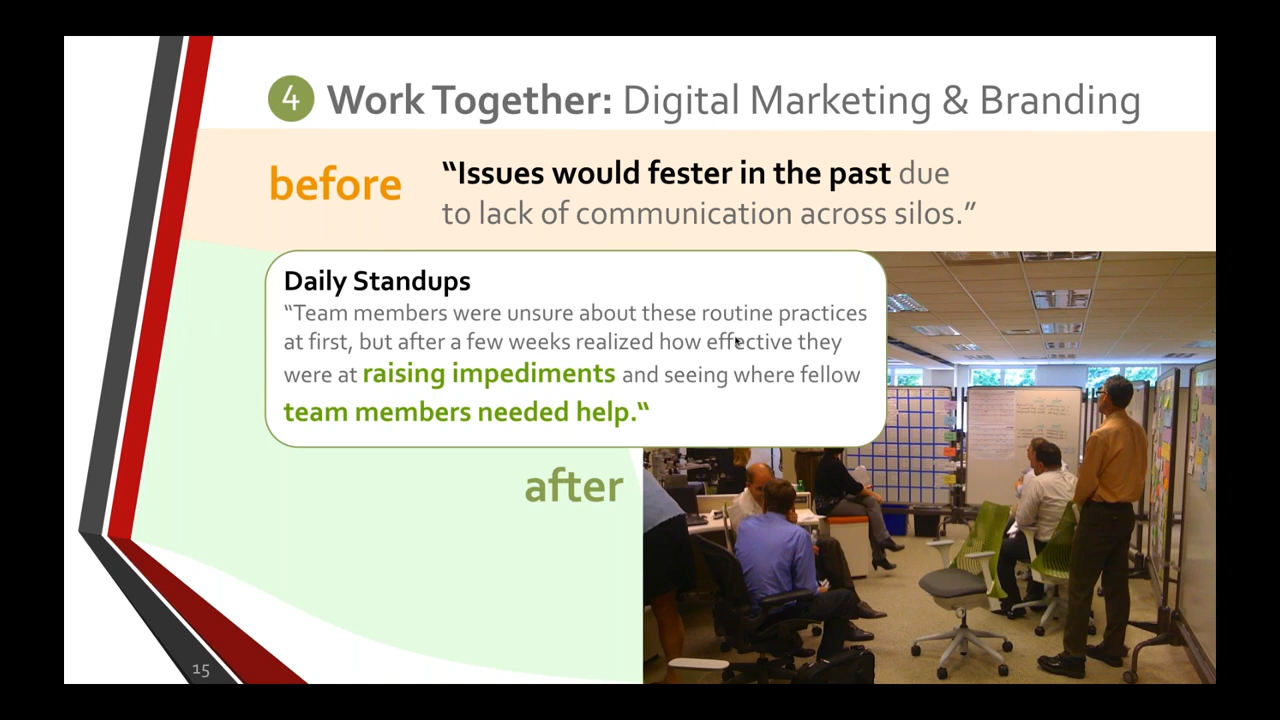 4 Work Together: Digital Marketing & Branding
before
“Issues would fester in the past due
to lack of communication across silos.”
Daily Standups
“Team members were unsure about these routine practices
at first, but after a few weeks realized how effective they
were at raising impediments and seeing where fellow
team members needed help.“
after
15